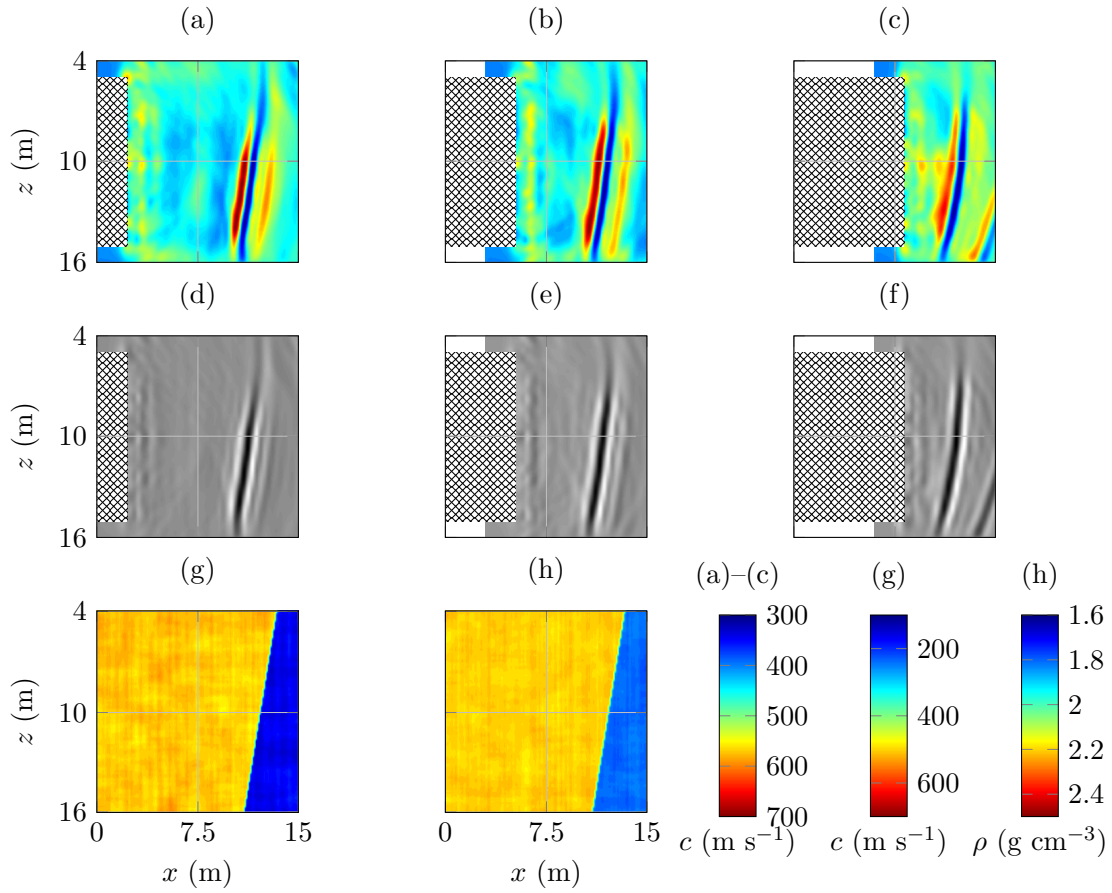 (a) (b) (c)
4
z (m) 10
16
(d) (e) (f)
4
z (m) 10
16
(g) (h) (a)–(c) (g) (h)
4 300 1.6
200
400 1.8
z (m) 10 500 400 2
2.2
600 600
2.4
16 700
0 7.5 15 0 7.5 15 c (m s⁻¹) c (m s⁻¹) ρ (g cm⁻³)
x (m) x (m)